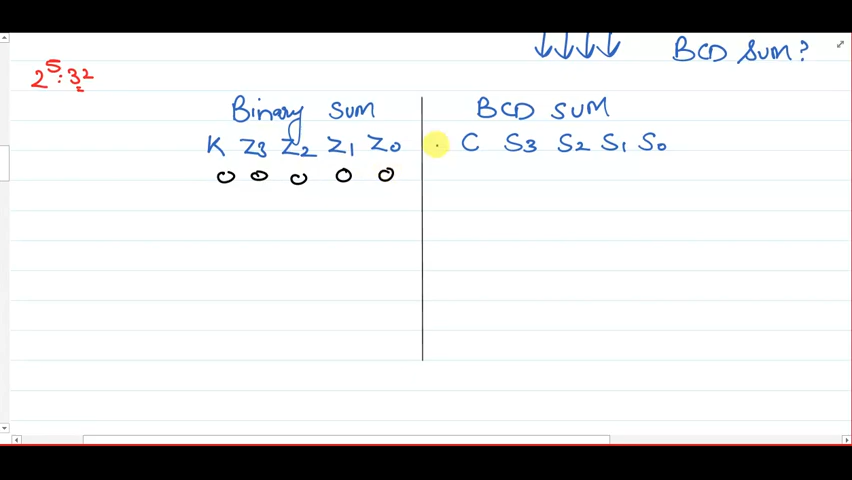 BCD Sum?
2^5 : 32
Binary Sum BCD SUM
K Z3 Z2 Z1 Z0 C S3 S2 S1 S0
0 0 0 0 0